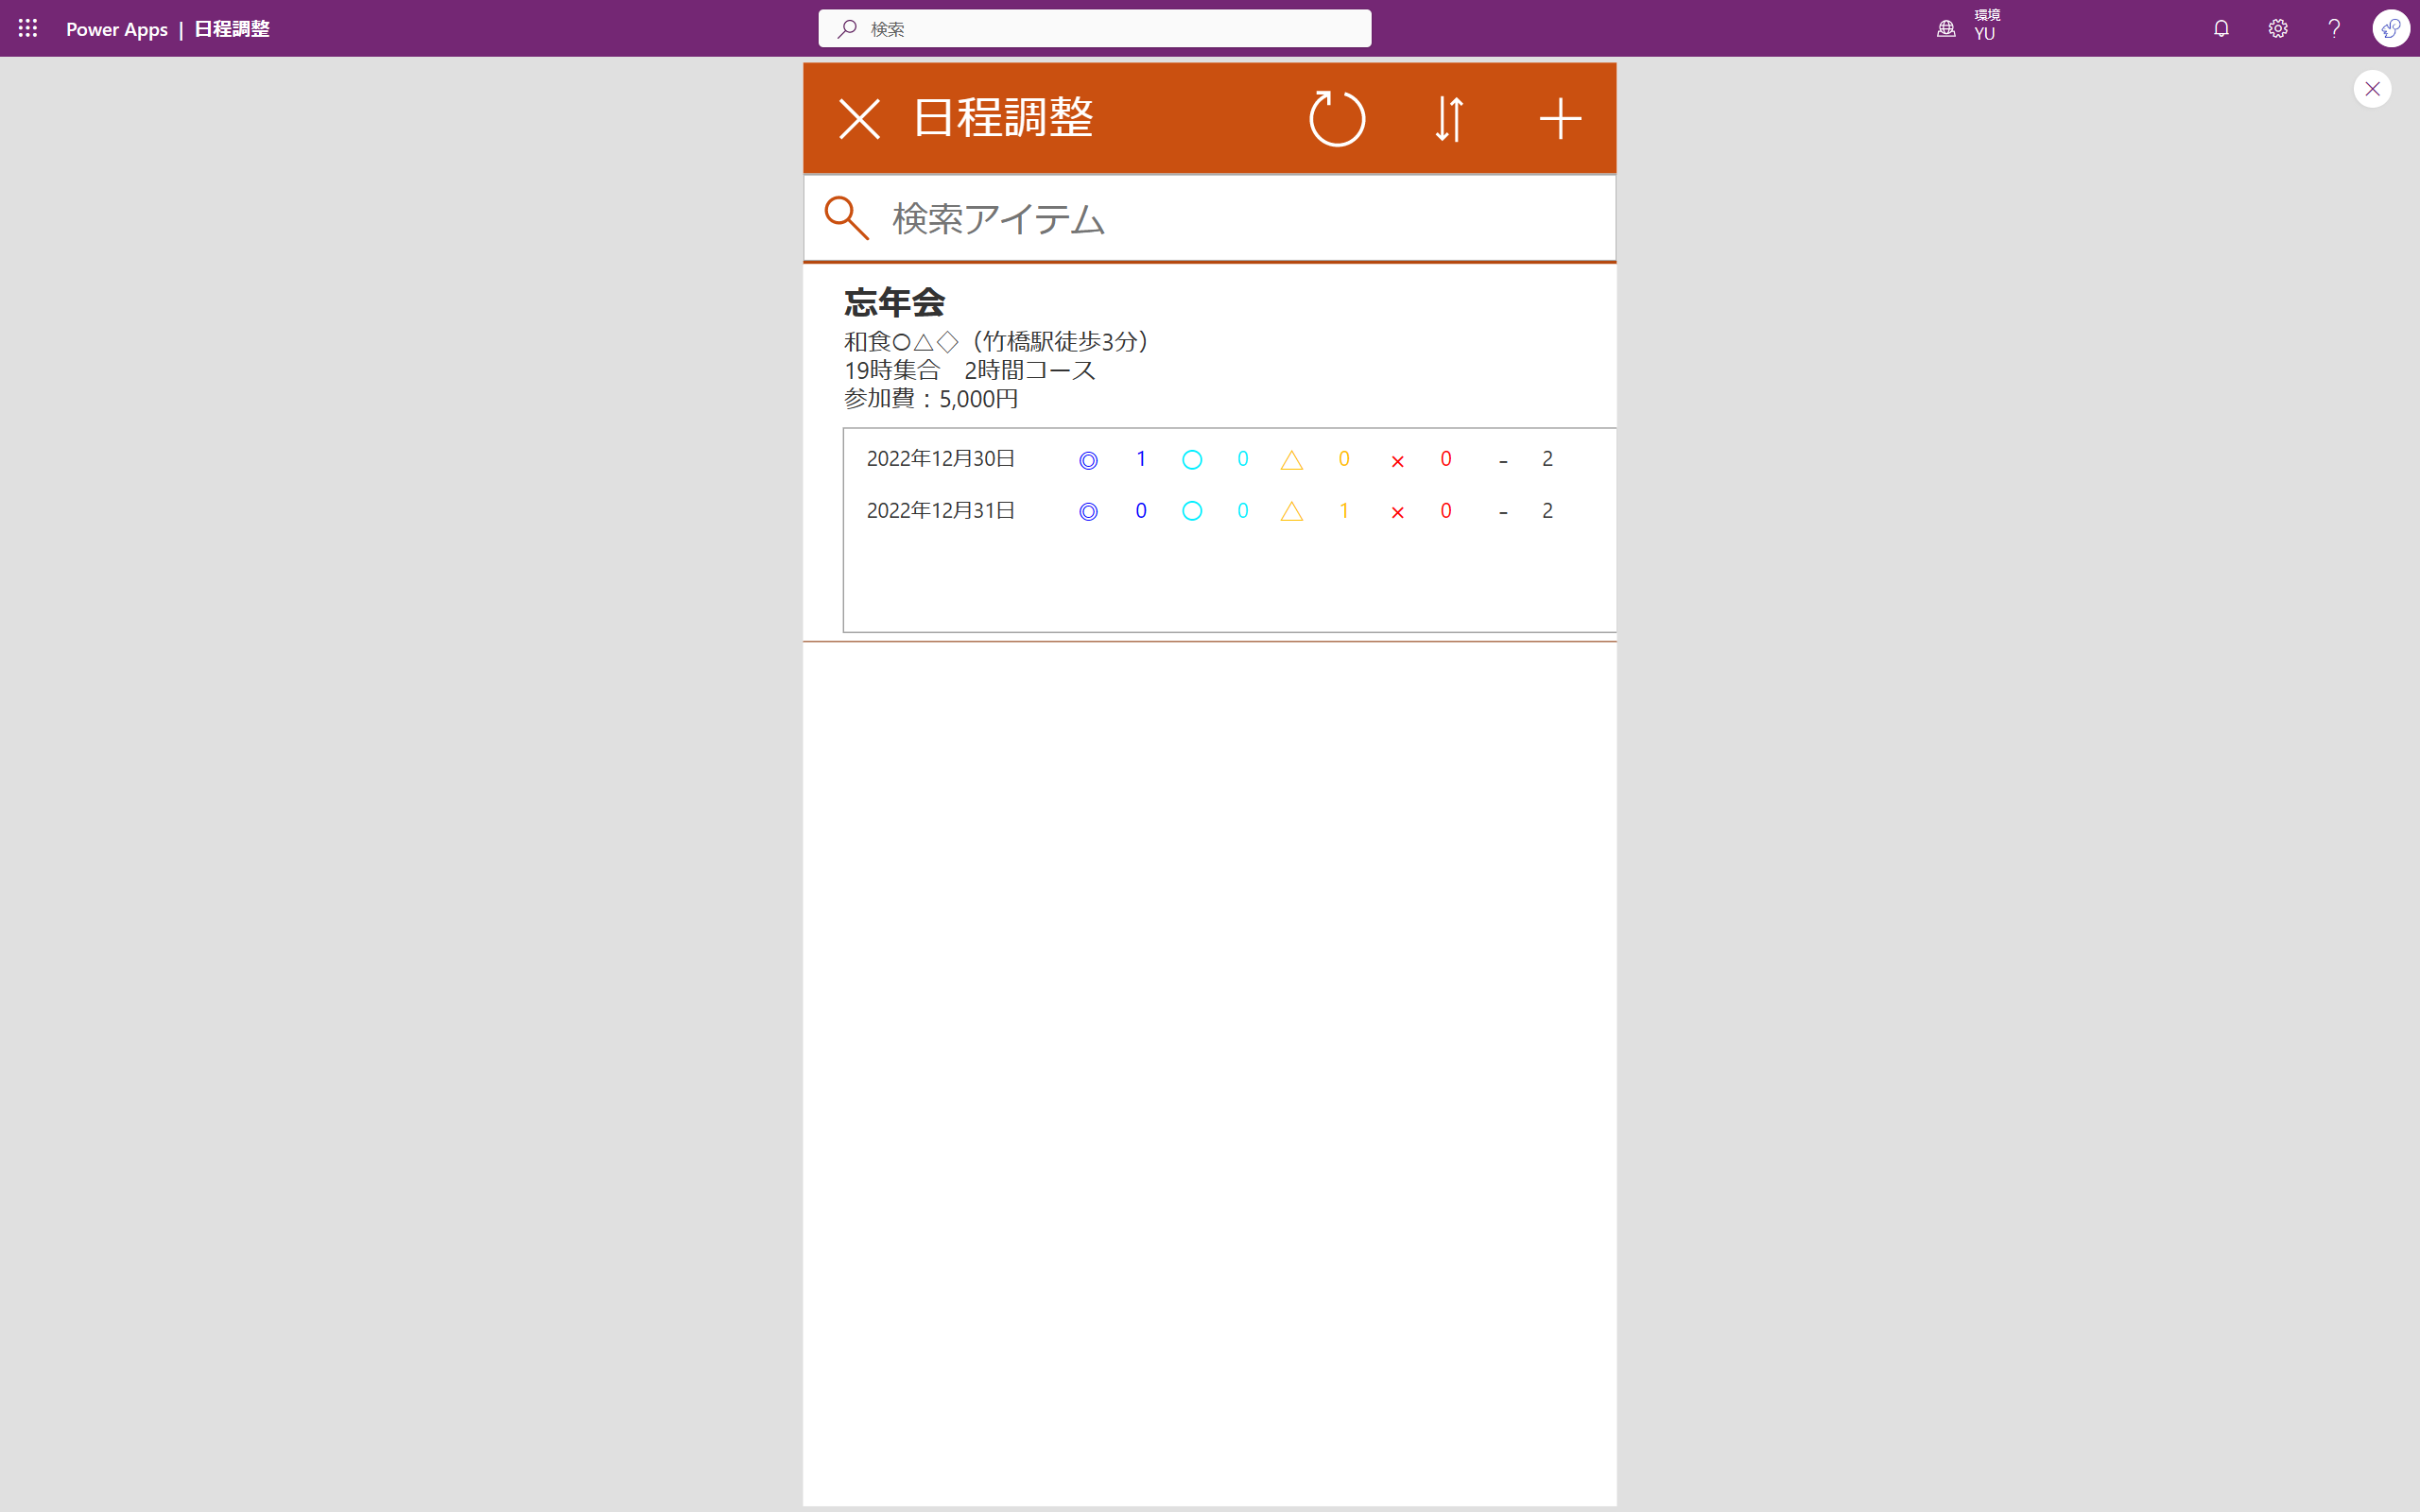 Power Apps | 日程調整
検索
環境
YU
日程調整
検索アイテム
忘年会
和食○△◇（竹橋駅徒歩3分）
19時集合　2時間コース
参加費：5,000円
2022年12月30日 ◎ 1 ○ 0 △ 0 × 0 - 2
2022年12月31日 ◎ 0 ○ 0 △ 1 × 0 - 2